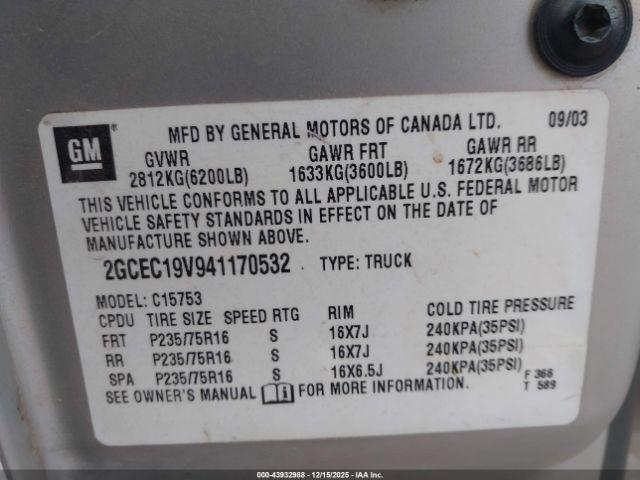 GM ® MFD BY GENERAL MOTORS OF CANADA LTD. 09/03
GVWR GAWR FRT GAWR RR
2812KG(6200LB) 1633KG(3600LB) 1672KG(3686LB)
THIS VEHICLE CONFORMS TO ALL APPLICABLE U.S. FEDERAL MOTOR
VEHICLE SAFETY STANDARDS IN EFFECT ON THE DATE OF
MANUFACTURE SHOWN ABOVE.
2GCEC19V941170532 TYPE: TRUCK
MODEL: C15753
CPDU TIRE SIZE SPEED RTG RIM COLD TIRE PRESSURE
FRT P235/75R16 S 16X7J 240KPA(35PSI)
RR P235/75R16 S 16X7J 240KPA(35PSI)
SPA P235/75R16 S 16X6.5J 240KPA(35PSI) F 366
SEE OWNER'S MANUAL FOR MORE INFORMATION. T 589
000-43932988 12/15/2025 © IAA, Inc.